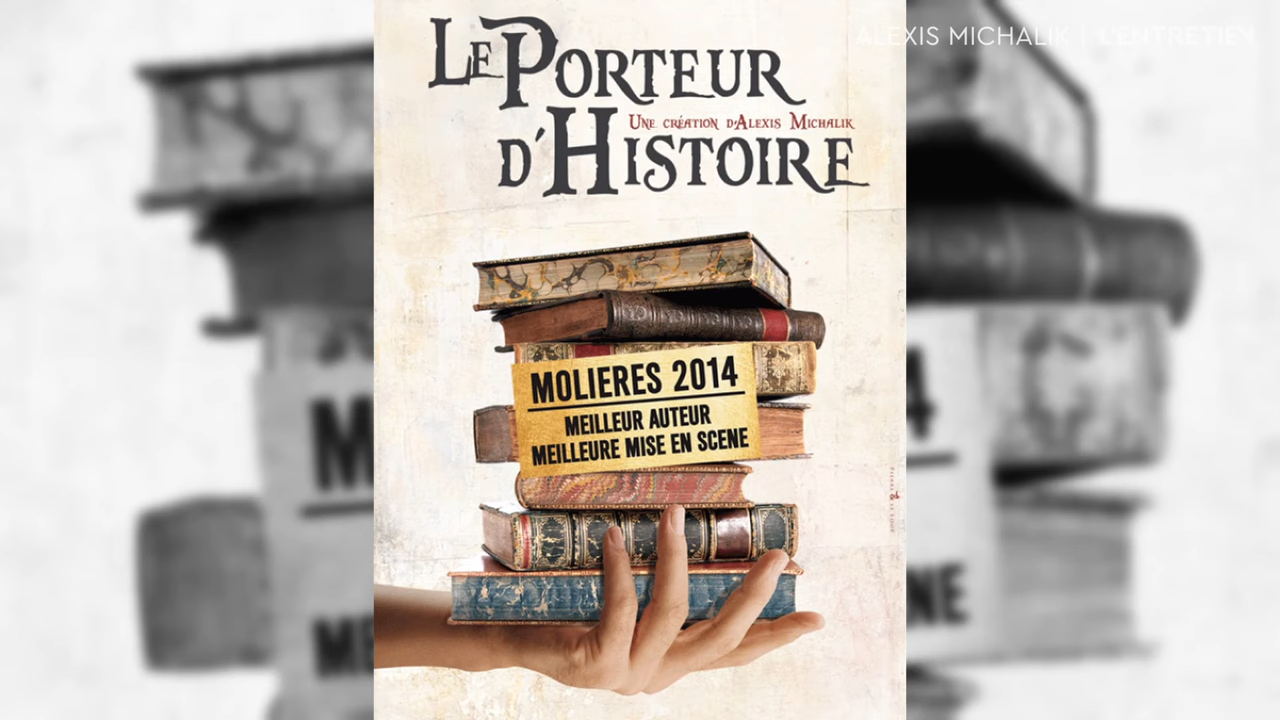 ALEXIS MICHALIK | L'ENTRETIEN
LE PORTEUR
UNE CRÉATION D'ALEXIS MICHALIK
D'HISTOIRE
MOLIERES 2014
MEILLEUR AUTEUR
MEILLEURE MISE EN SCENE